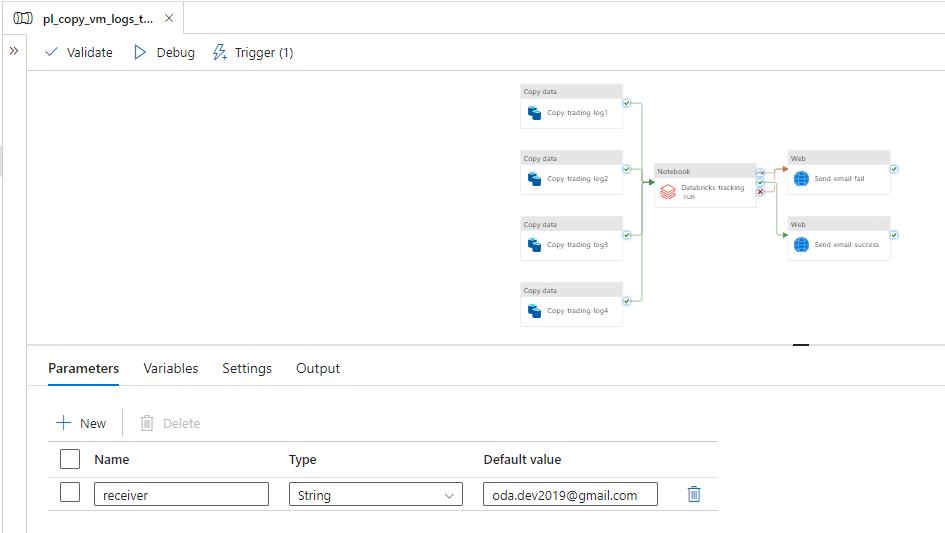 pl_copy_vm_logs_t...
Validate
Debug
Trigger (1)
Copy data
Copy-trading-log1
Copy data
Copy-trading-log2
Copy data
Copy-trading-log3
Copy data
Copy-trading-log4
Notebook
Databricks-tracking
-run
Web
Send-email-fail
Web
Send-email-success
Parameters Variables Settings Output
New Delete
Name Type Default value
receiver String oda.dev2019@gmail.com